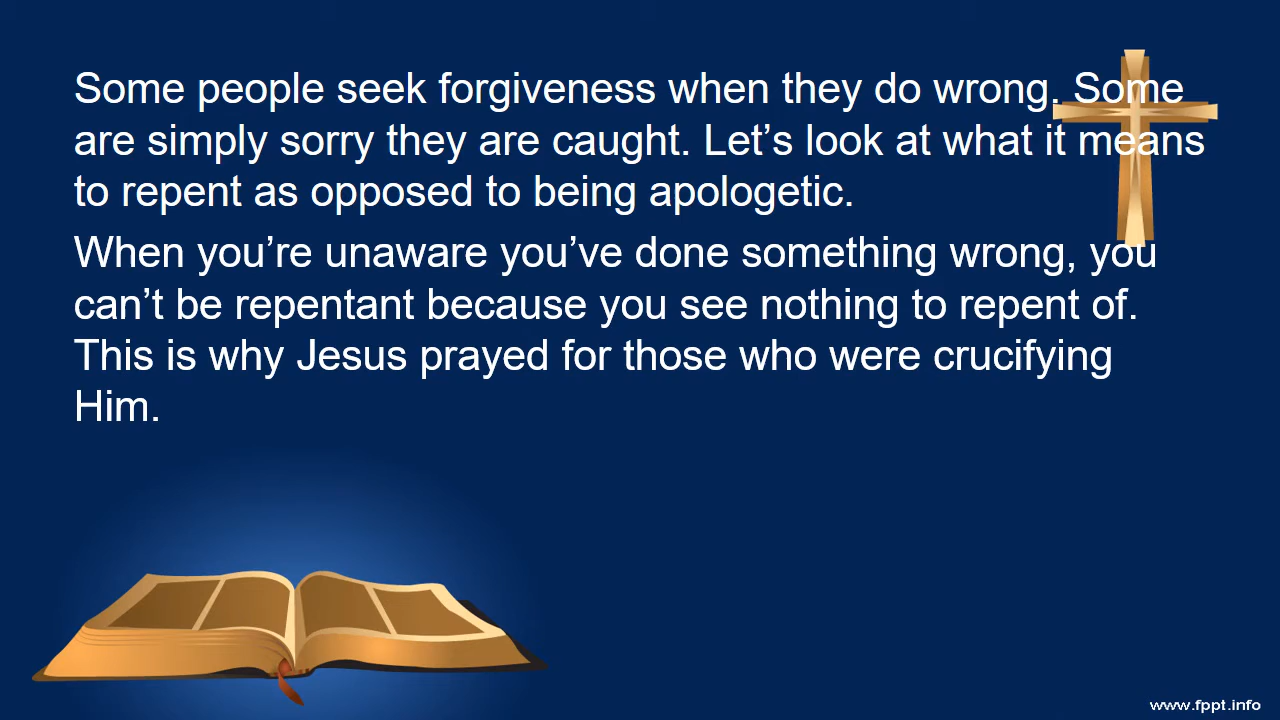 Some people seek forgiveness when they do wrong. Some
are simply sorry they are caught. Let’s look at what it means
to repent as opposed to being apologetic.
When you’re unaware you’ve done something wrong, you
can’t be repentant because you see nothing to repent of.
This is why Jesus prayed for those who were crucifying
Him.
www.fppt.info